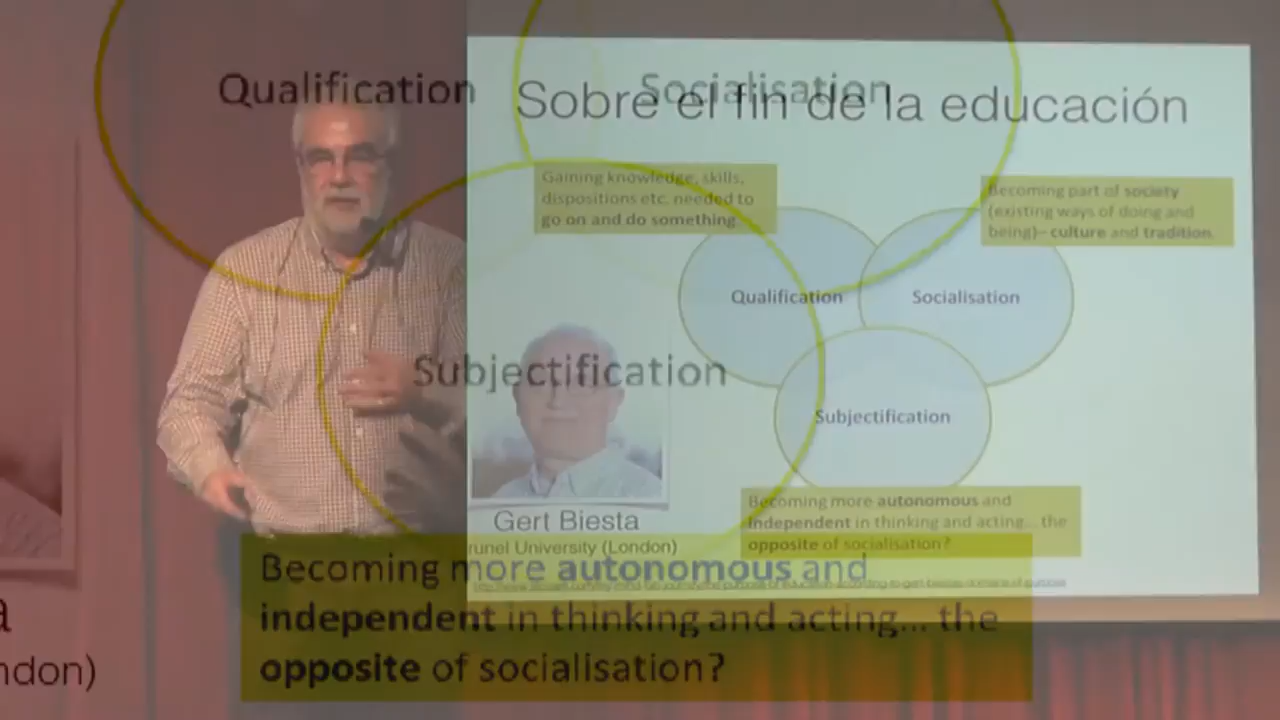 Qualification
Socialisation
Sobre el fin de la educación
Gaining knowledge, skills,
dispositions etc. needed to
go on and do something.
Becoming part of society
(existing ways of doing and
being)– culture and tradition.
Qualification
Socialisation
Subjectification
Subjectification
Gert Biesta
runel University (London)
Becoming more autonomous and
independent in thinking and acting... the
opposite of socialisation?
Becoming more autonomous and
independent in thinking and acting... the
opposite of socialisation?
a
ndon)